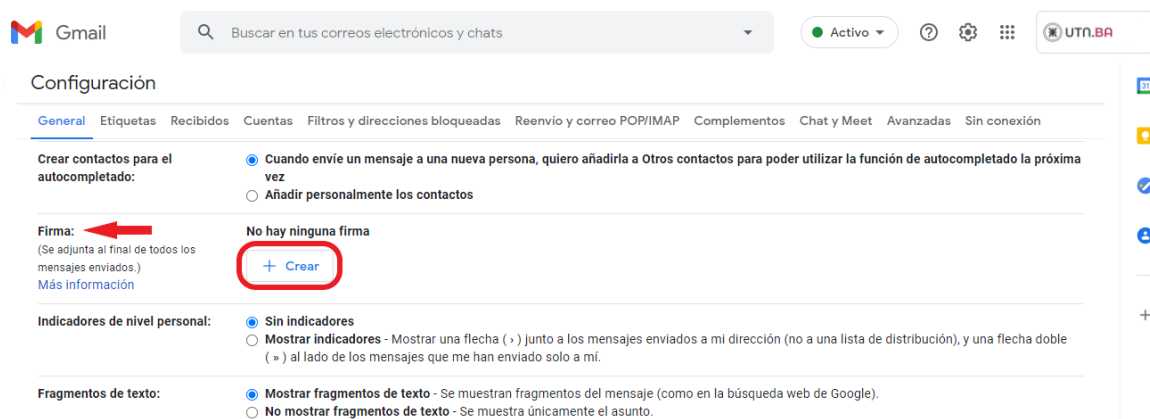 Gmail
Buscar en tus correos electrónicos y chats
Activo
UTN.BA
Configuración
General Etiquetas Recibidos Cuentas Filtros y direcciones bloqueadas Reenvío y correo POP/IMAP Complementos Chat y Meet Avanzadas Sin conexión
Crear contactos para el autocompletado:
Cuando envíe un mensaje a una nueva persona, quiero añadirla a Otros contactos para poder utilizar la función de autocompletado la próxima
vez
Añadir personalmente los contactos
Firma:
(Se adjunta al final de todos los
mensajes enviados.)
Más información
No hay ninguna firma
+ Crear
Indicadores de nivel personal:
Sin indicadores
Mostrar indicadores - Mostrar una flecha ( › ) junto a los mensajes enviados a mi dirección (no a una lista de distribución), y una flecha doble
( » ) al lado de los mensajes que me han enviado solo a mí.
Fragmentos de texto:
Mostrar fragmentos de texto - Se muestran fragmentos del mensaje (como en la búsqueda web de Google).
No mostrar fragmentos de texto - Se muestra únicamente el asunto.
31